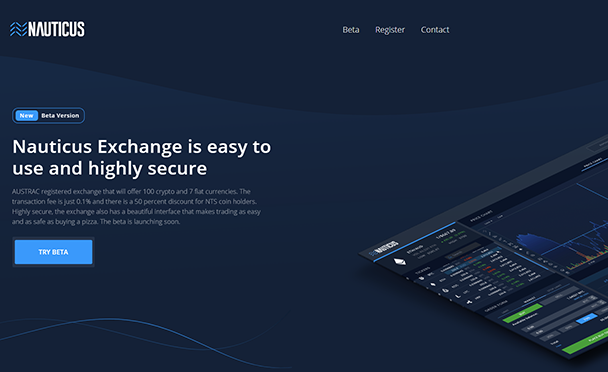 NAUTICUS
Beta Register Contact
New Beta Version
Nauticus Exchange is easy to
use and highly secure
AUSTRAC registered exchange that will offer 100 crypto and 7 fiat currencies. The
transaction fee is just 0.1% and there is a 50 percent discount for NTS coin holders.
Highly secure, the exchange also has a beautiful interface that makes trading as easy
and as safe as buying a pizza. The beta is launching soon.
TRY BETA
NAUTICUS